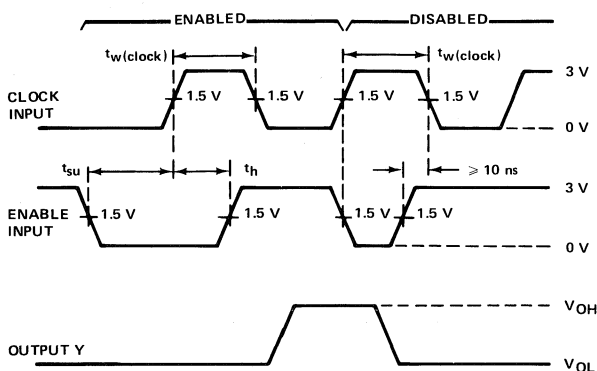 ENABLED
DISABLED
tw(clock)
tw(clock)
3 V
CLOCK
INPUT
1.5 V
1.5 V
1.5 V
1.5 V
0 V
tsu
th
⩾ 10 ns
3 V
ENABLE
INPUT
1.5 V
1.5 V
1.5 V
1.5 V
0 V
VOH
OUTPUT Y
VOL